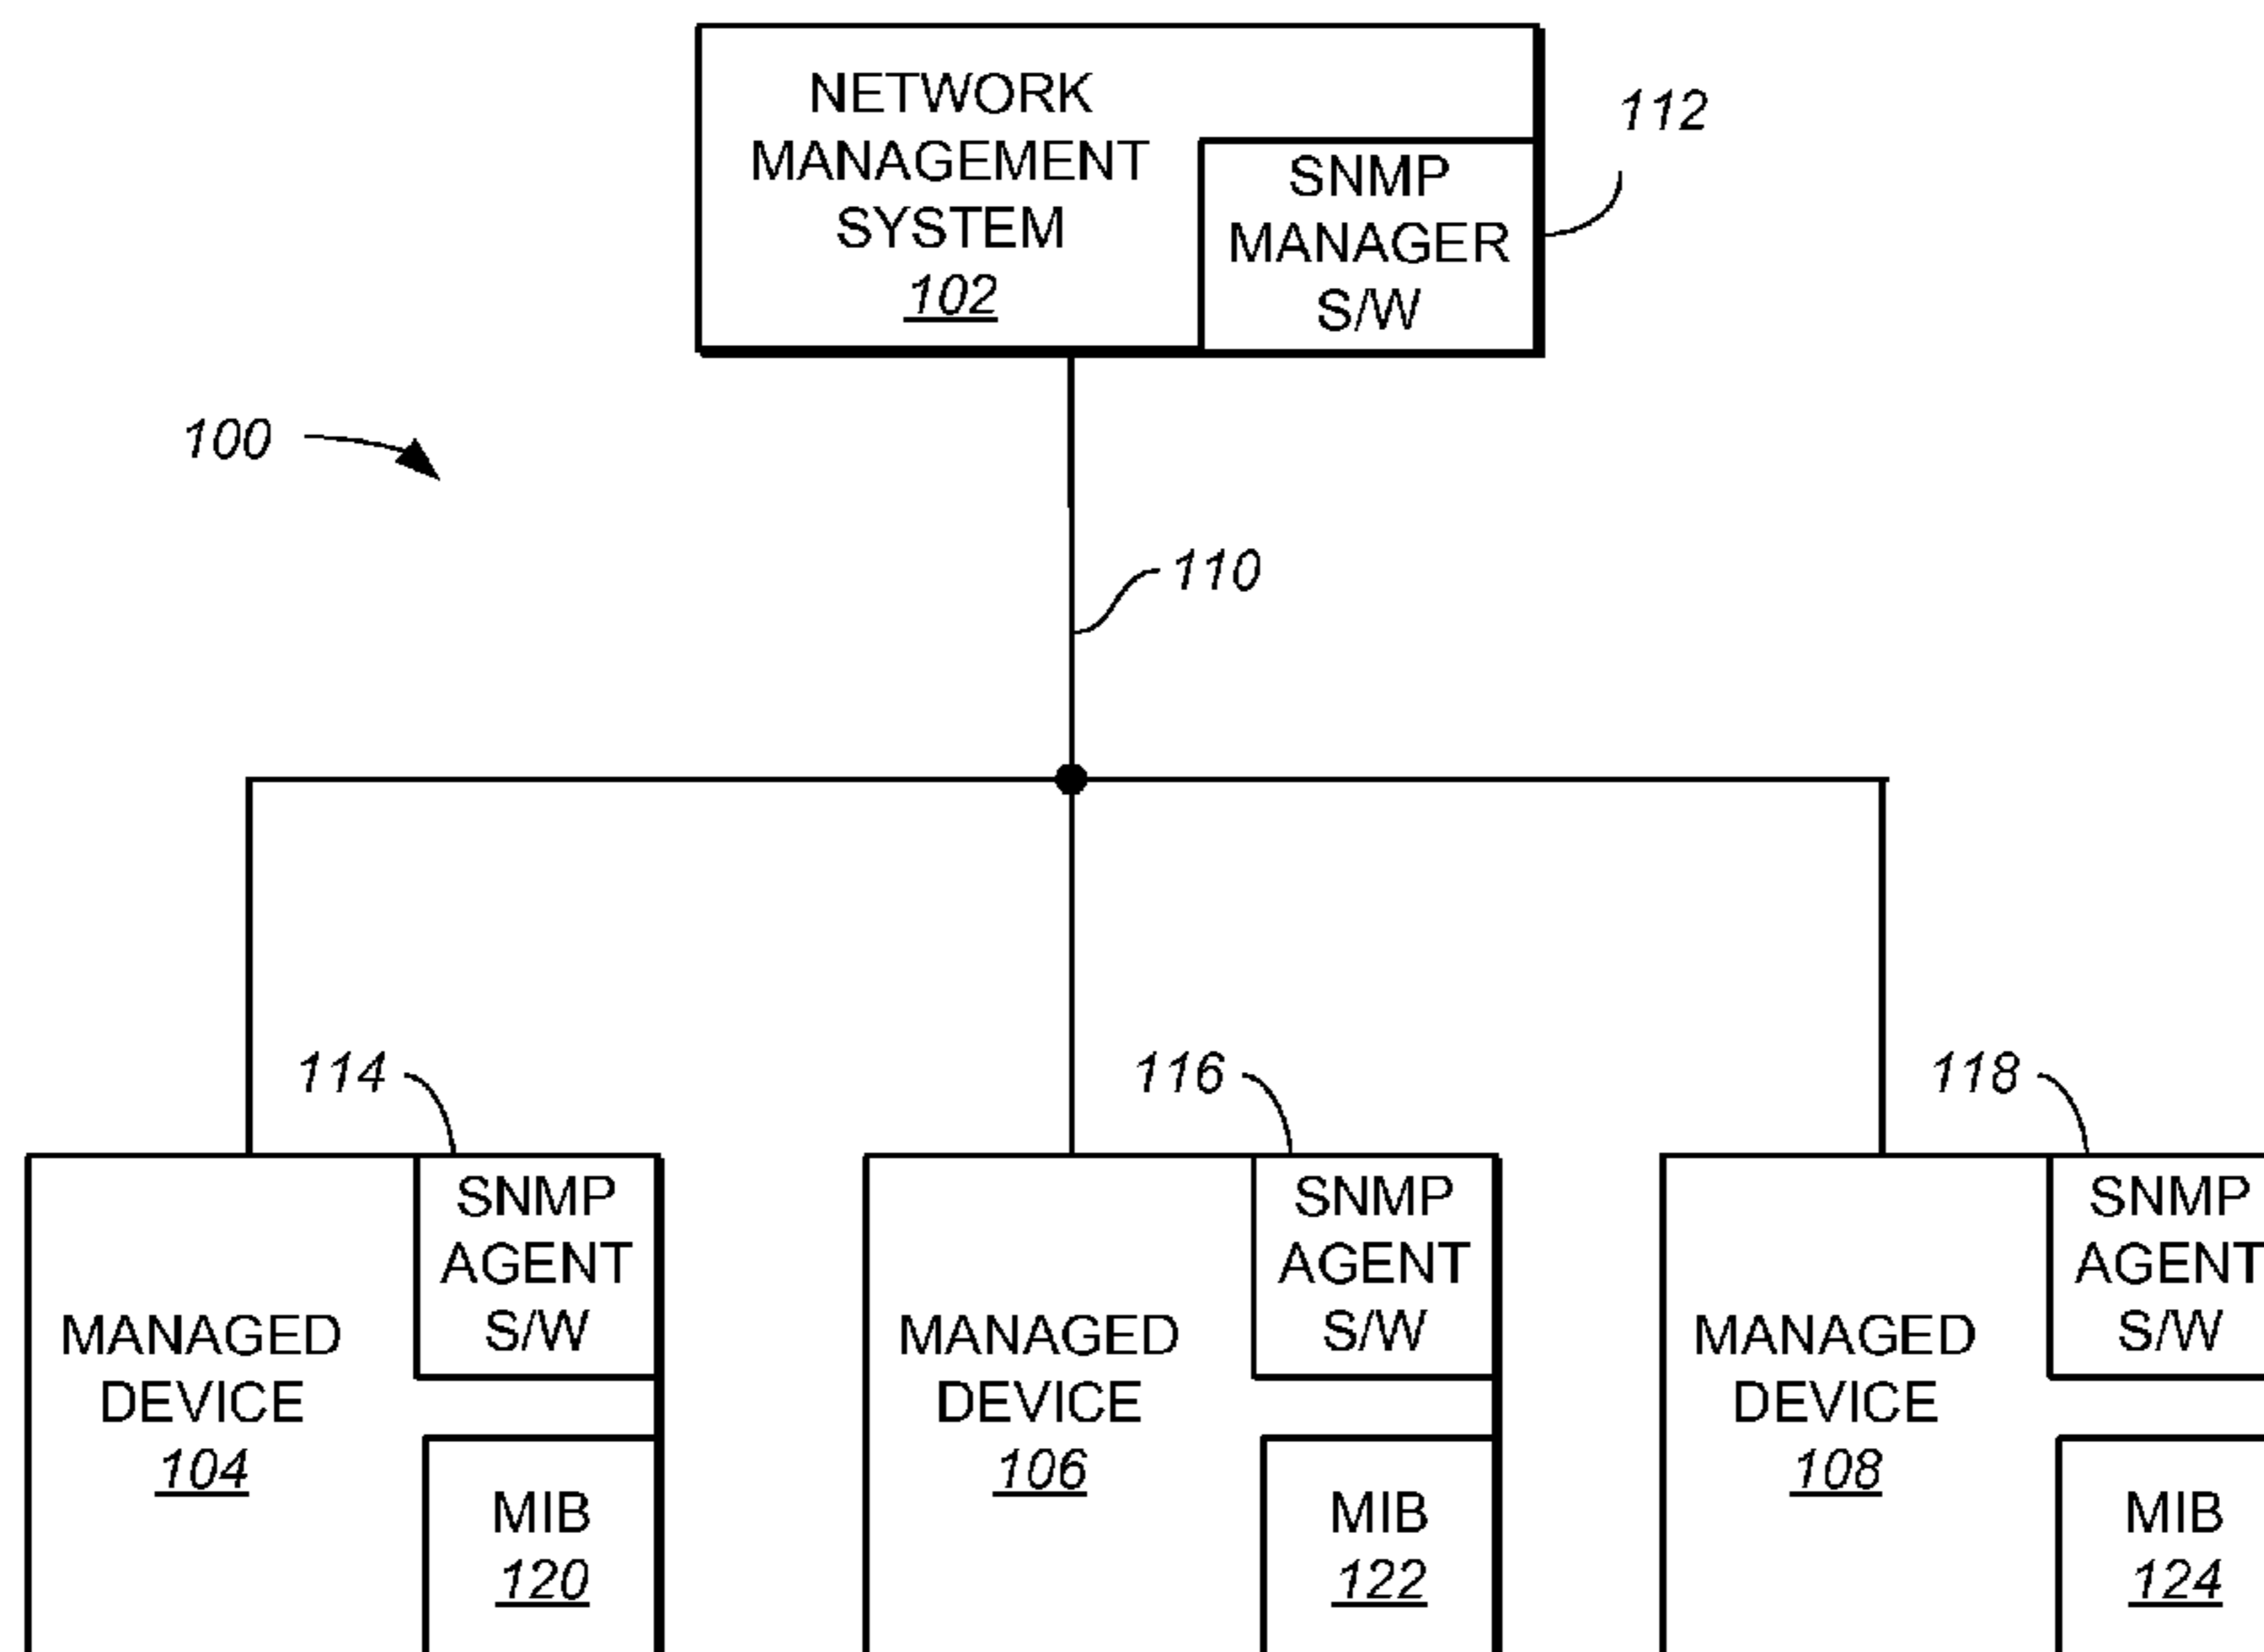 NETWORK
MANAGEMENT
SYSTEM
102
SNMP
MANAGER
S/W
112
100
110
114
116
118
SNMP
AGENT
S/W
MANAGED
DEVICE
104
MIB
120
SNMP
AGENT
S/W
MANAGED
DEVICE
106
MIB
122
SNMP
AGENT
S/W
MANAGED
DEVICE
108
MIB
124